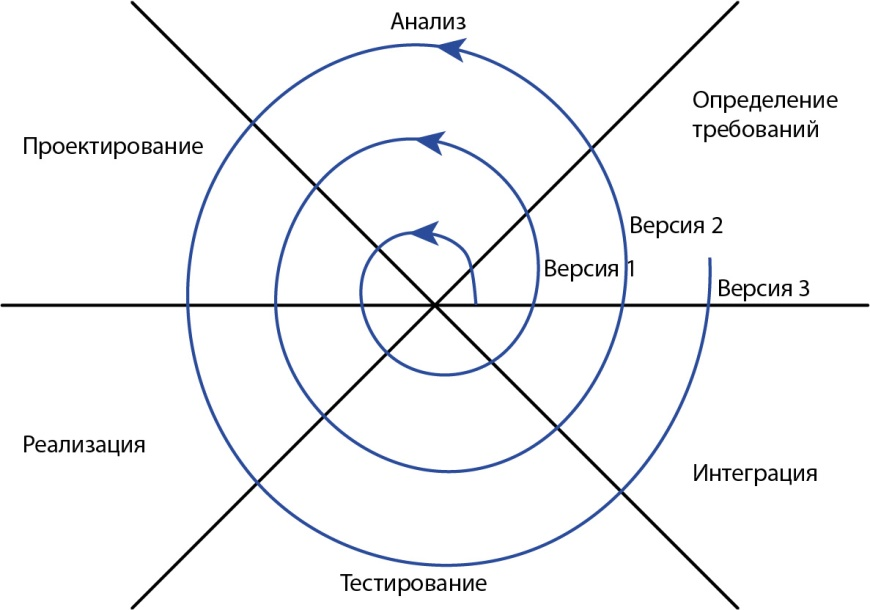 Анализ
Определение
требований
Проектирование
Версия 2
Версия 1
Версия 3
Реализация
Интеграция
Тестирование